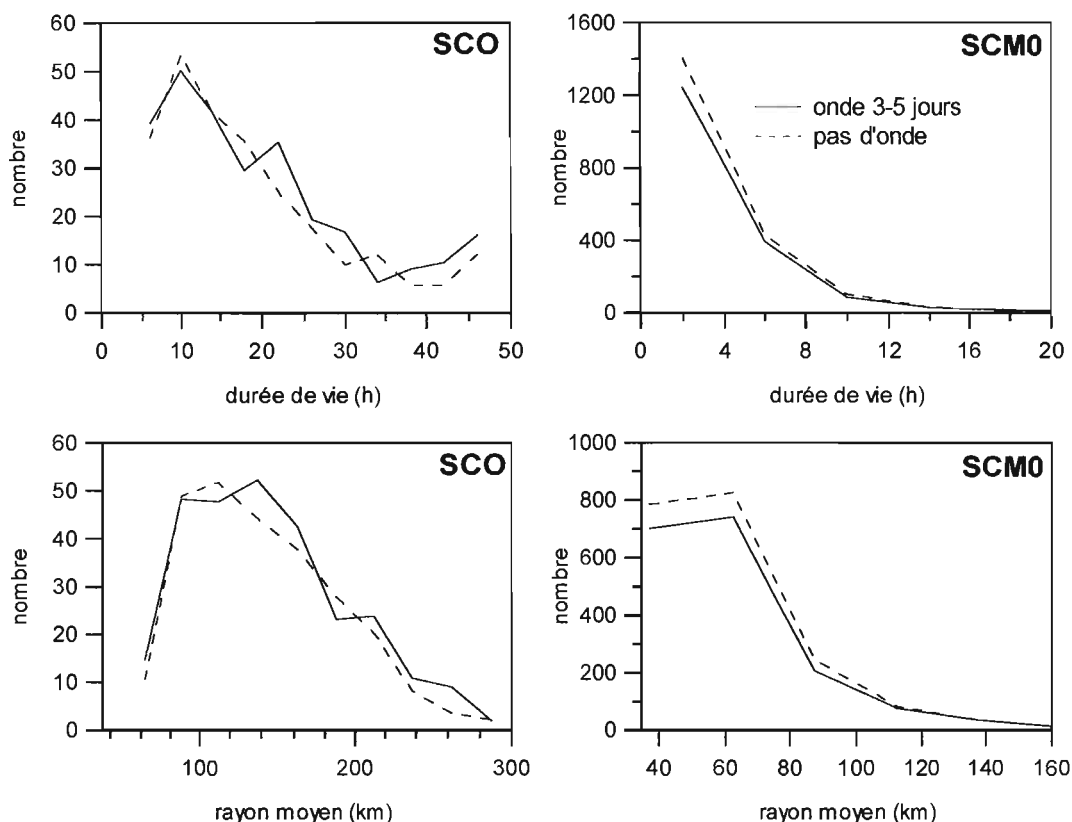 SCO
nombre
60
50
40
30
20
10
0
0 10 20 30 40 50
durée de vie (h)
SCM0
nombre
1600
1200
800
400
0
onde 3-5 jours
pas d'onde
0 4 8 12 16 20
durée de vie (h)
SCO
nombre
60
50
40
30
20
10
0
100 200 300
rayon moyen (km)
SCM0
nombre
1000
800
600
400
200
0
40 60 80 100 120 140 160
rayon moyen (km)